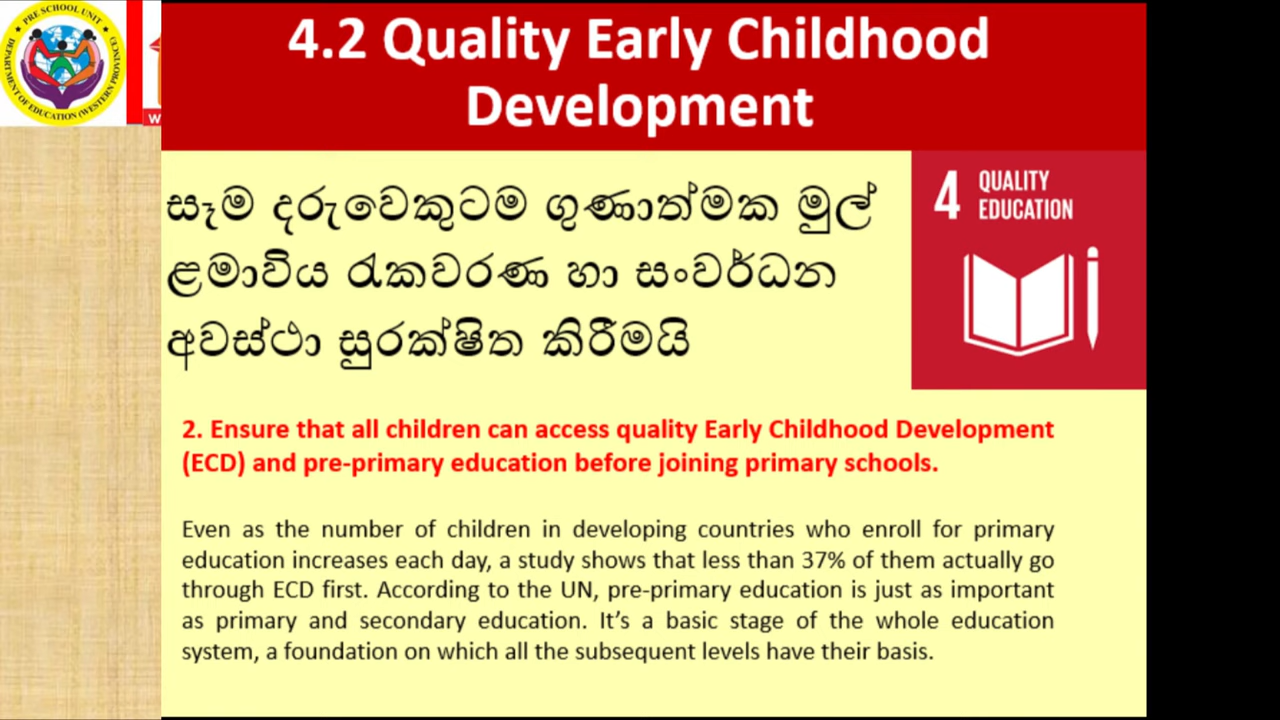 PRE SCHOOL UNIT
DEPARTMENT OF EDUCATION (WESTERN PROVINCE)
4.2 Quality Early Childhood
Development
සෑම දරුවෙකුටම ගුණාත්මක මුල්
ළමාවිය රැකවරණ හා සංවර්ධන
අවස්ථා සුරක්ෂිත කිරීමයි
4 QUALITY
EDUCATION
2. Ensure that all children can access quality Early Childhood Development
(ECD) and pre-primary education before joining primary schools.
Even as the number of children in developing countries who enroll for primary
education increases each day, a study shows that less than 37% of them actually go
through ECD first. According to the UN, pre-primary education is just as important
as primary and secondary education. It’s a basic stage of the whole education
system, a foundation on which all the subsequent levels have their basis.